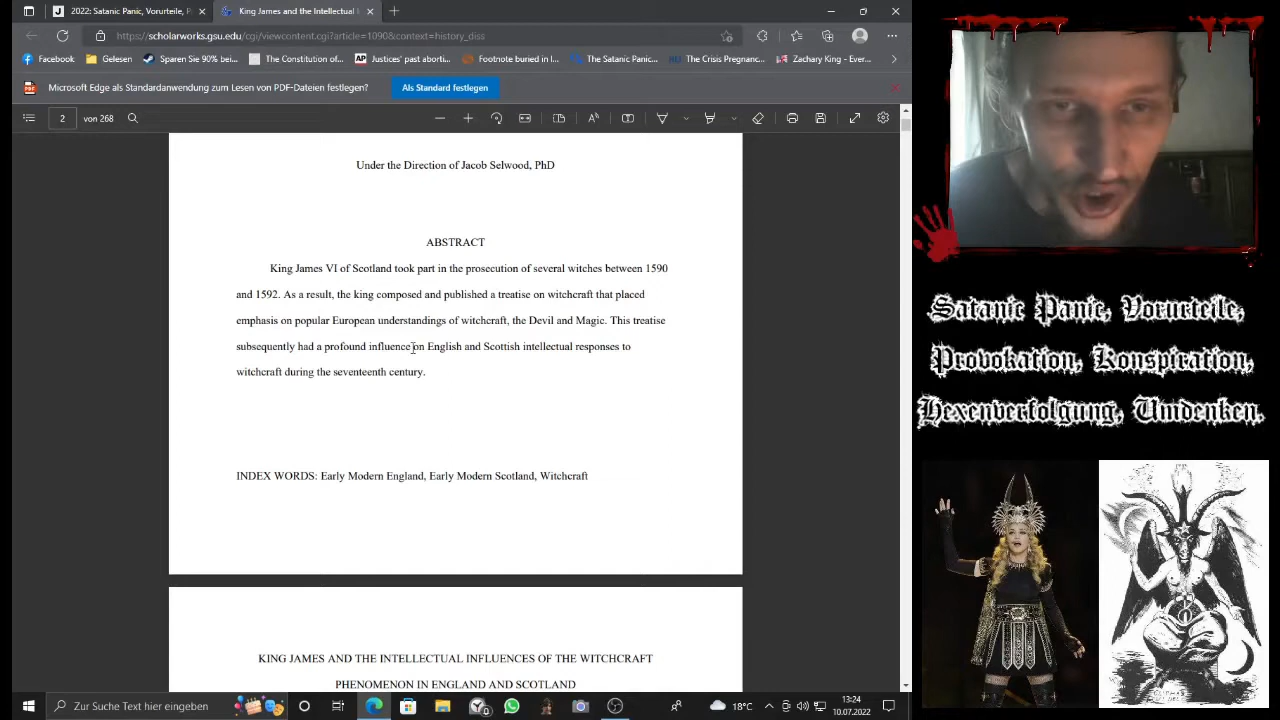 2022: Satanic Panic, Vorurteile, P
King James and the Intellectual I
https://scholarworks.gsu.edu/cgi/viewcontent.cgi?article=1090&context=history_diss
Facebook
Gelesen
Sparen Sie 90% bei...
The Constitution of...
Justices' past aborti...
Footnote buried in l...
The Satanic Panic...
The Crisis Pregnanc...
Zachary King - Ever...
Microsoft Edge als Standardanwendung zum Lesen von PDF-Dateien festlegen?
Als Standard festlegen
2
von 268
Under the Direction of Jacob Selwood, PhD
ABSTRACT
King James VI of Scotland took part in the prosecution of several witches between 1590
and 1592. As a result, the king composed and published a treatise on witchcraft that placed
emphasis on popular European understandings of witchcraft, the Devil and Magic. This treatise
subsequently had a profound influence on English and Scottish intellectual responses to
witchcraft during the seventeenth century.
INDEX WORDS: Early Modern England, Early Modern Scotland, Witchcraft
KING JAMES AND THE INTELLECTUAL INFLUENCES OF THE WITCHCRAFT
PHENOMENON IN ENGLAND AND SCOTLAND
Satanic Panic, Vorurteile,
Provokation, Konspiration,
Hexenverfolgung, Umdenken.
Zur Suche Text hier eingeben
13:24
10.07.2022